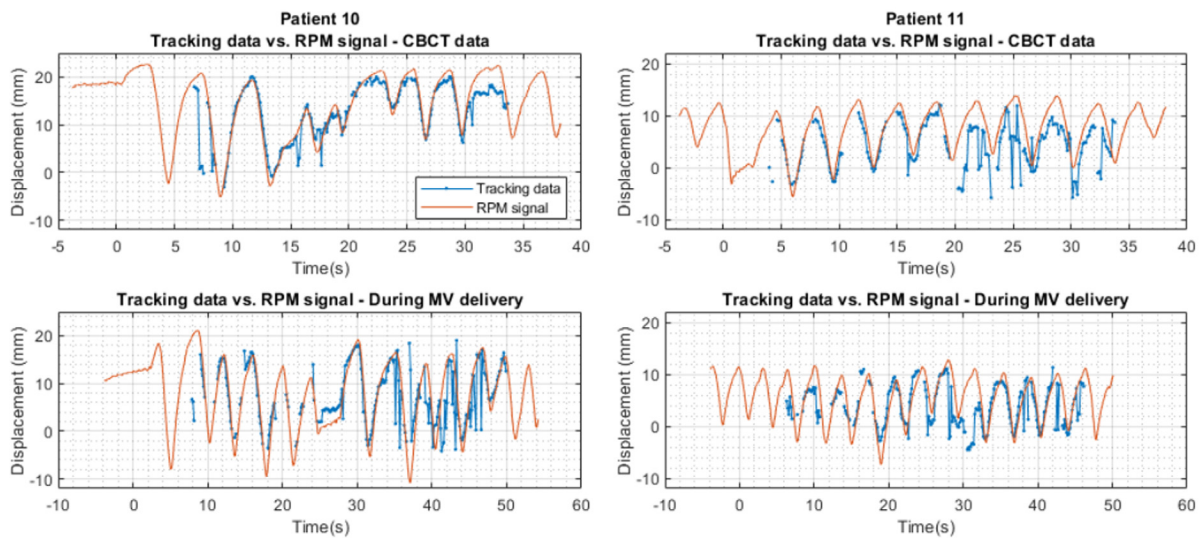 Patient 10
Tracking data vs. RPM signal - CBCT data
Displacement (mm)
20
10
0
-10
Tracking data
RPM signal
-5 0 5 10 15 20 25 30 35 40
Time(s)
Patient 11
Tracking data vs. RPM signal - CBCT data
Displacement (mm)
20
10
0
-10
-5 0 5 10 15 20 25 30 35 40
Time(s)
Tracking data vs. RPM signal - During MV delivery
Displacement (mm)
20
10
0
-10
-10 0 10 20 30 40 50 60
Time(s)
Tracking data vs. RPM signal - During MV delivery
Displacement (mm)
20
10
0
-10
-10 0 10 20 30 40 50 60
Time(s)